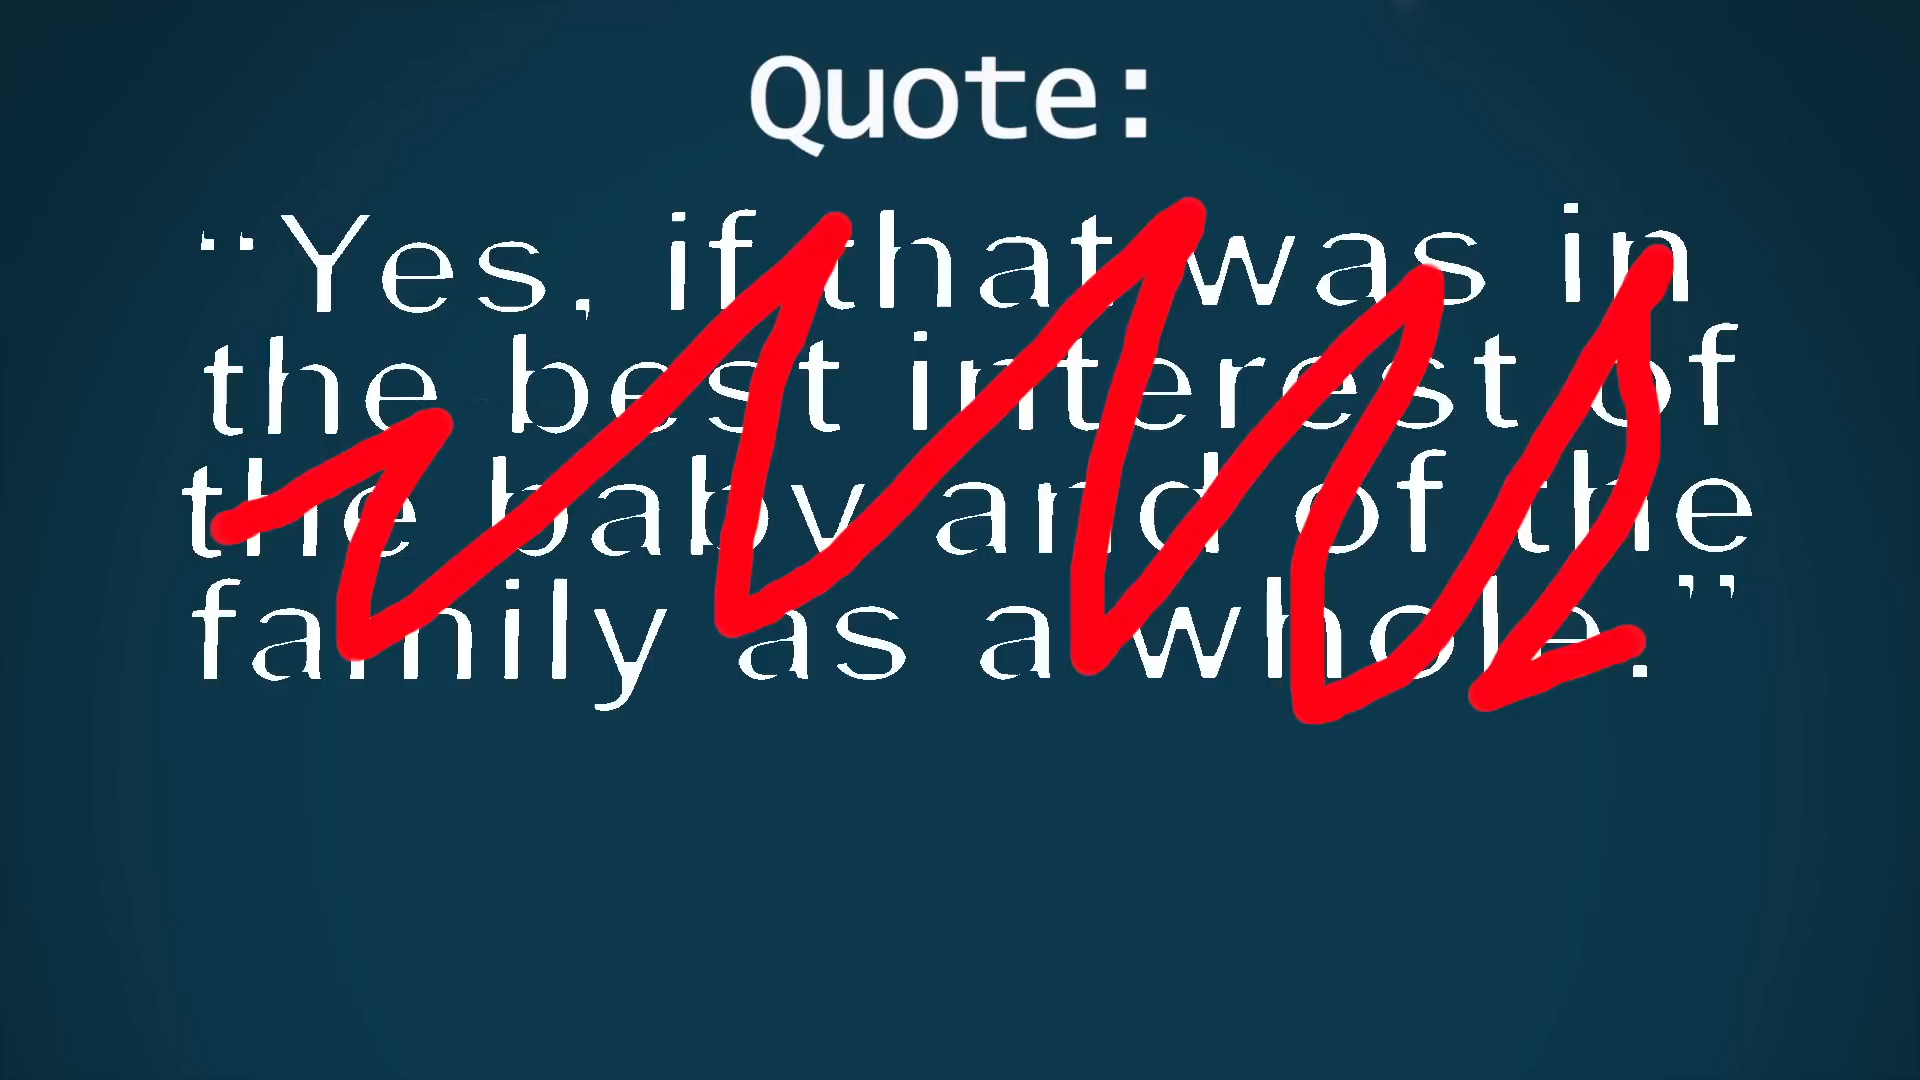 Quote:
“Yes, if that was in
the best interest of
the baby and of the
family as a whole.”